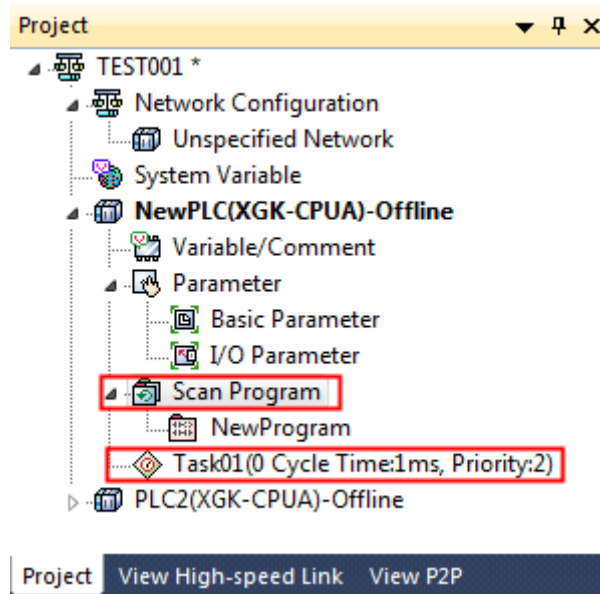 Project
TEST001 *
Network Configuration
Unspecified Network
System Variable
NewPLC(XGK-CPUA)-Offline
Variable/Comment
Parameter
Basic Parameter
I/O Parameter
Scan Program
NewProgram
Task01(0 Cycle Time:1ms, Priority:2)
PLC2(XGK-CPUA)-Offline
Project View High-speed Link View P2P